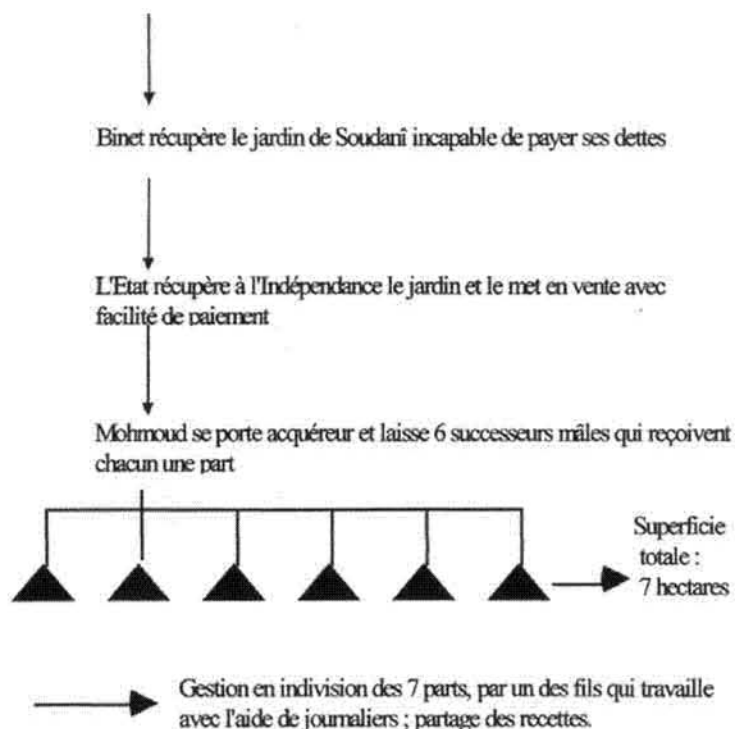 Binet récupère le jardin de Soudanî incapable de payer ses dettes
L'Etat récupère à l'Indépendance le jardin et le met en vente avec
facilité de paiement
Mohmoud se porte acquéreur et laisse 6 successeurs mâles qui reçoivent
chacun une part
Superficie
totale :
7 hectares
Gestion en indivision des 7 parts, par un des fils qui travaille
avec l'aide de journaliers ; partage des recettes.